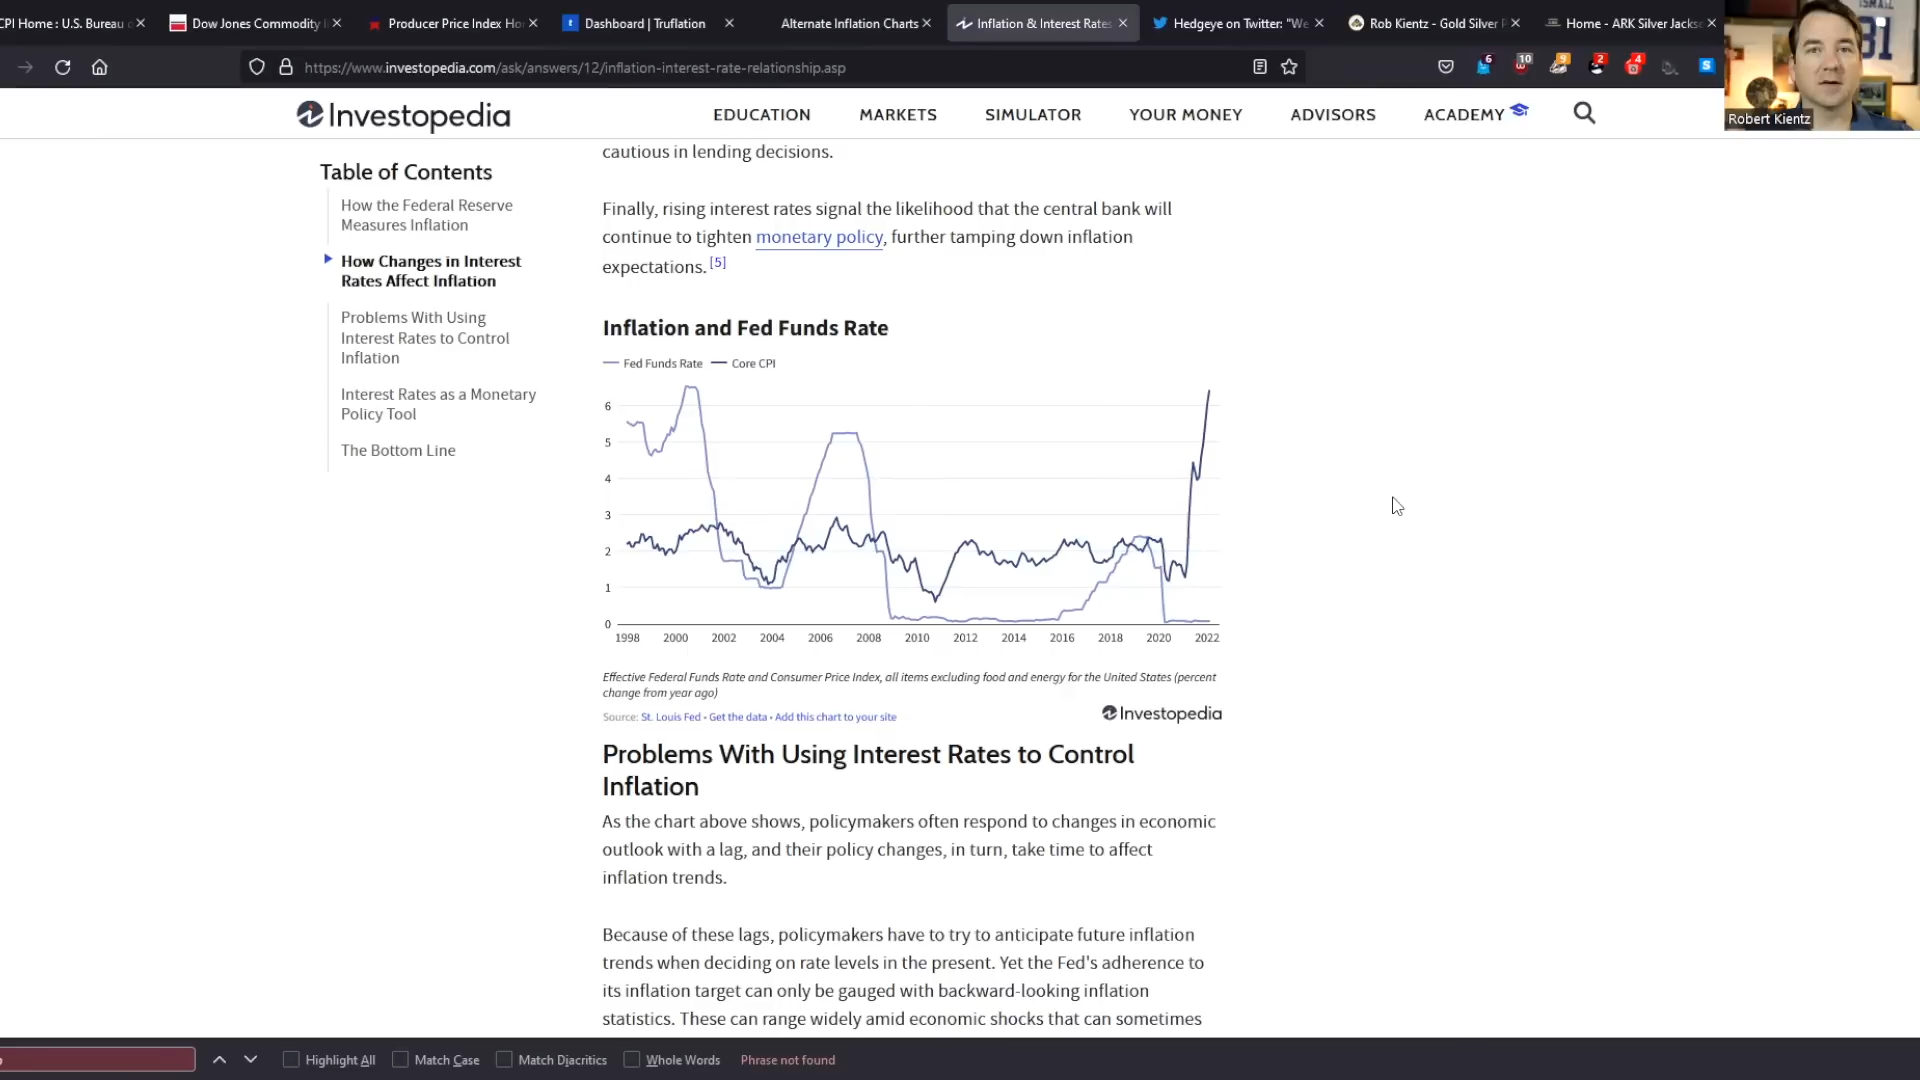 CPI Home : U.S. Bureau
Dow Jones Commodity
Producer Price Index Ho
Dashboard | Truflation
Alternate Inflation Charts
Inflation & Interest Rate
Hedgeye on Twitter: "We
Rob Kientz - Gold Silver
Home - ARK Silver Jacks
https://www.investopedia.com/ask/answers/12/inflation-interest-rate-relationship.asp
6
10
9
2
4
S
81
Robert Kientz
Investopedia
EDUCATION
MARKETS
SIMULATOR
YOUR MONEY
ADVISORS
ACADEMY
Table of Contents
How the Federal Reserve
Measures Inflation
How Changes in Interest
Rates Affect Inflation
Problems With Using
Interest Rates to Control
Inflation
Interest Rates as a Monetary
Policy Tool
The Bottom Line
cautious in lending decisions.
Finally, rising interest rates signal the likelihood that the central bank will
continue to tighten monetary policy, further tamping down inflation
expectations. [5]
Inflation and Fed Funds Rate
Fed Funds Rate Core CPI
6
5
4
3
2
1
0
1998 2000 2002 2004 2006 2008 2010 2012 2014 2016 2018 2020 2022
Effective Federal Funds Rate and Consumer Price Index, all items excluding food and energy for the United States (percent
change from year ago)
Source: St. Louis Fed • Get the data • Add this chart to your site
Investopedia
Problems With Using Interest Rates to Control
Inflation
As the chart above shows, policymakers often respond to changes in economic
outlook with a lag, and their policy changes, in turn, take time to affect
inflation trends.
Because of these lags, policymakers have to try to anticipate future inflation
trends when deciding on rate levels in the present. Yet the Fed's adherence to
its inflation target can only be gauged with backward-looking inflation
statistics. These can range widely amid economic shocks that can sometimes
Highlight All
Match Case
Match Diacritics
Whole Words
Phrase not found